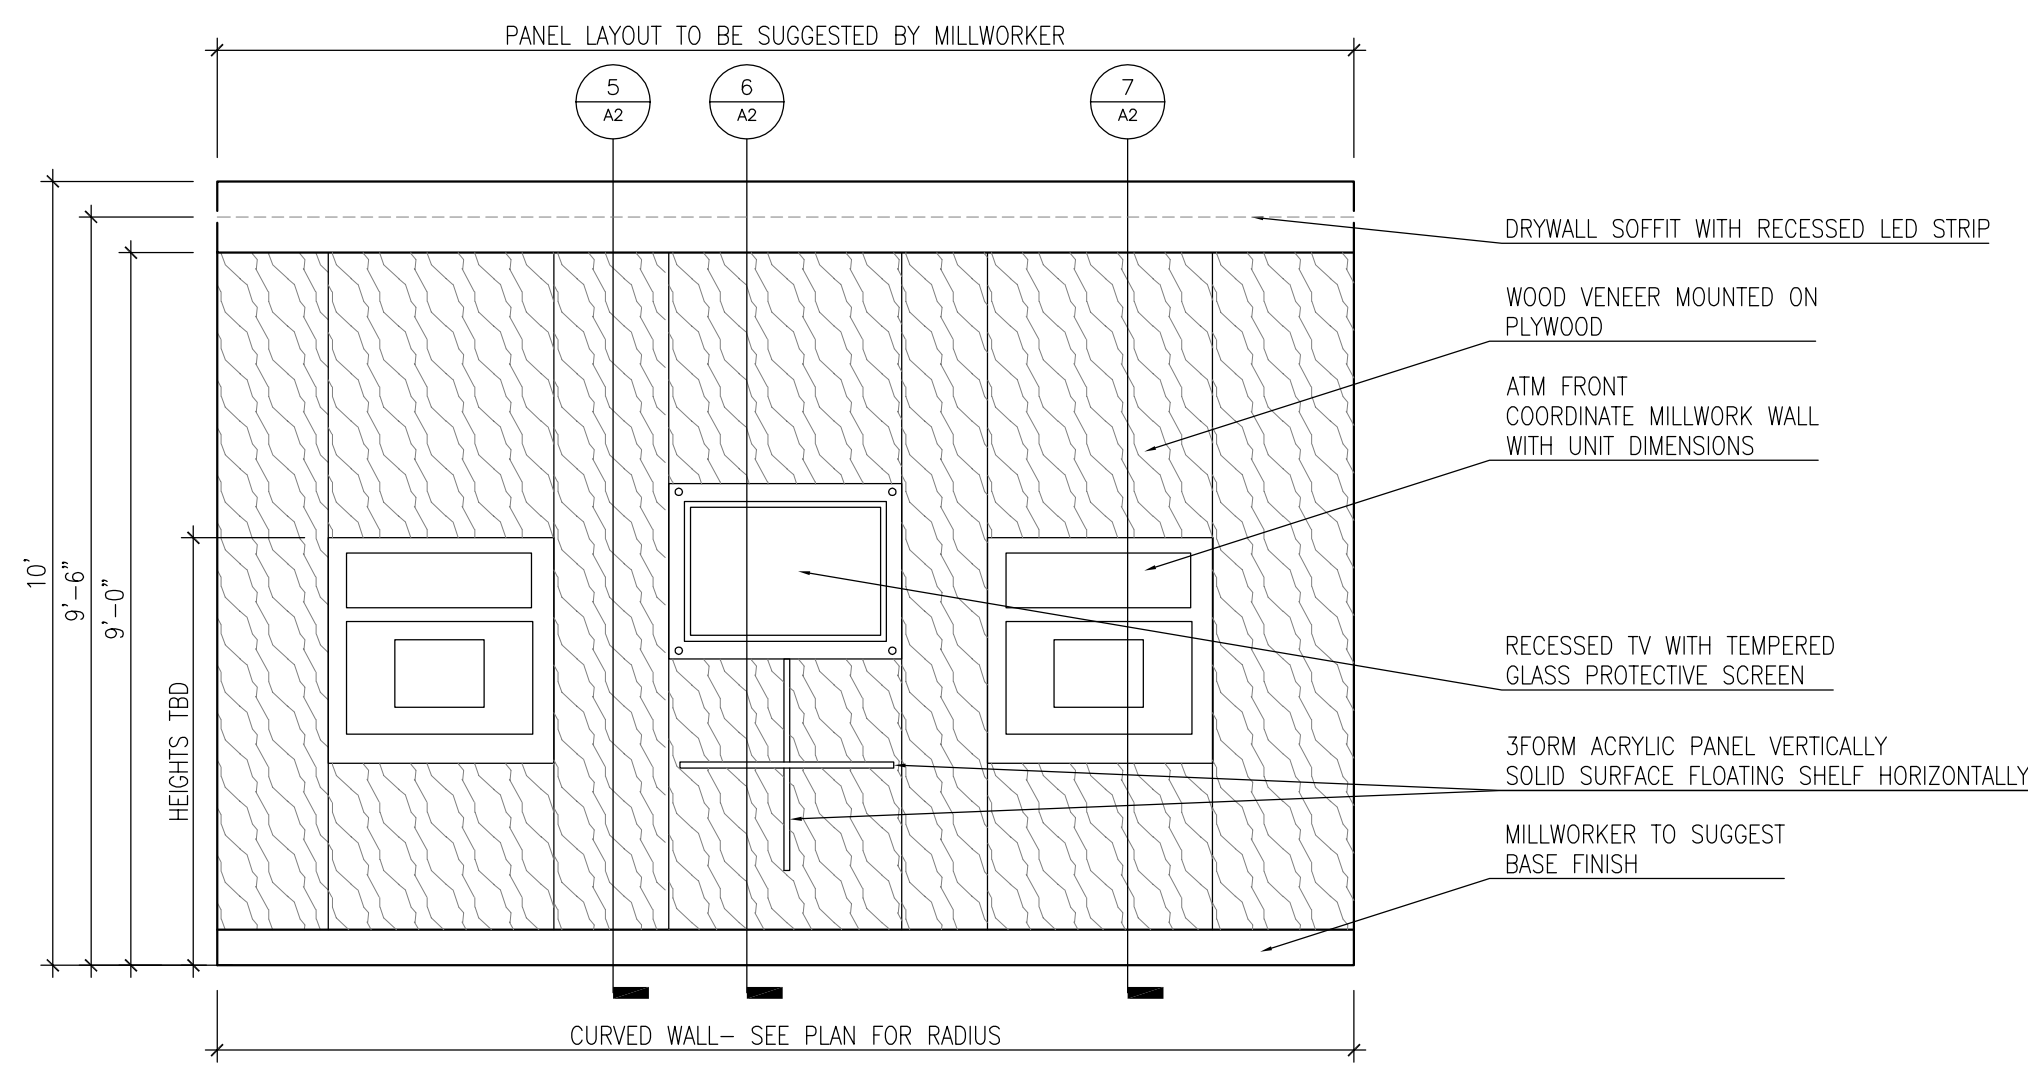 PANEL LAYOUT TO BE SUGGESTED BY MILLWORKER
5
A2
6
A2
7
A2
DRYWALL SOFFIT WITH RECESSED LED STRIP
WOOD VENEER MOUNTED ON
PLYWOOD
ATM FRONT
COORDINATE MILLWORK WALL
WITH UNIT DIMENSIONS
10'
9'-6"
9'-0"
HEIGHTS TBD
RECESSED TV WITH TEMPERED
GLASS PROTECTIVE SCREEN
3FORM ACRYLIC PANEL VERTICALLY
SOLID SURFACE FLOATING SHELF HORIZONTALLY
MILLWORKER TO SUGGEST
BASE FINISH
CURVED WALL- SEE PLAN FOR RADIUS